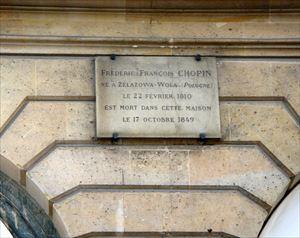 FRÉDÉRIC FRANÇOIS CHOPIN
NÉ A ZELAZOWA-WOLA (POLOGNE)
LE 22 FÉVRIER 1810
EST MORT DANS CETTE MAISON
LE 17 OCTOBRE 1849